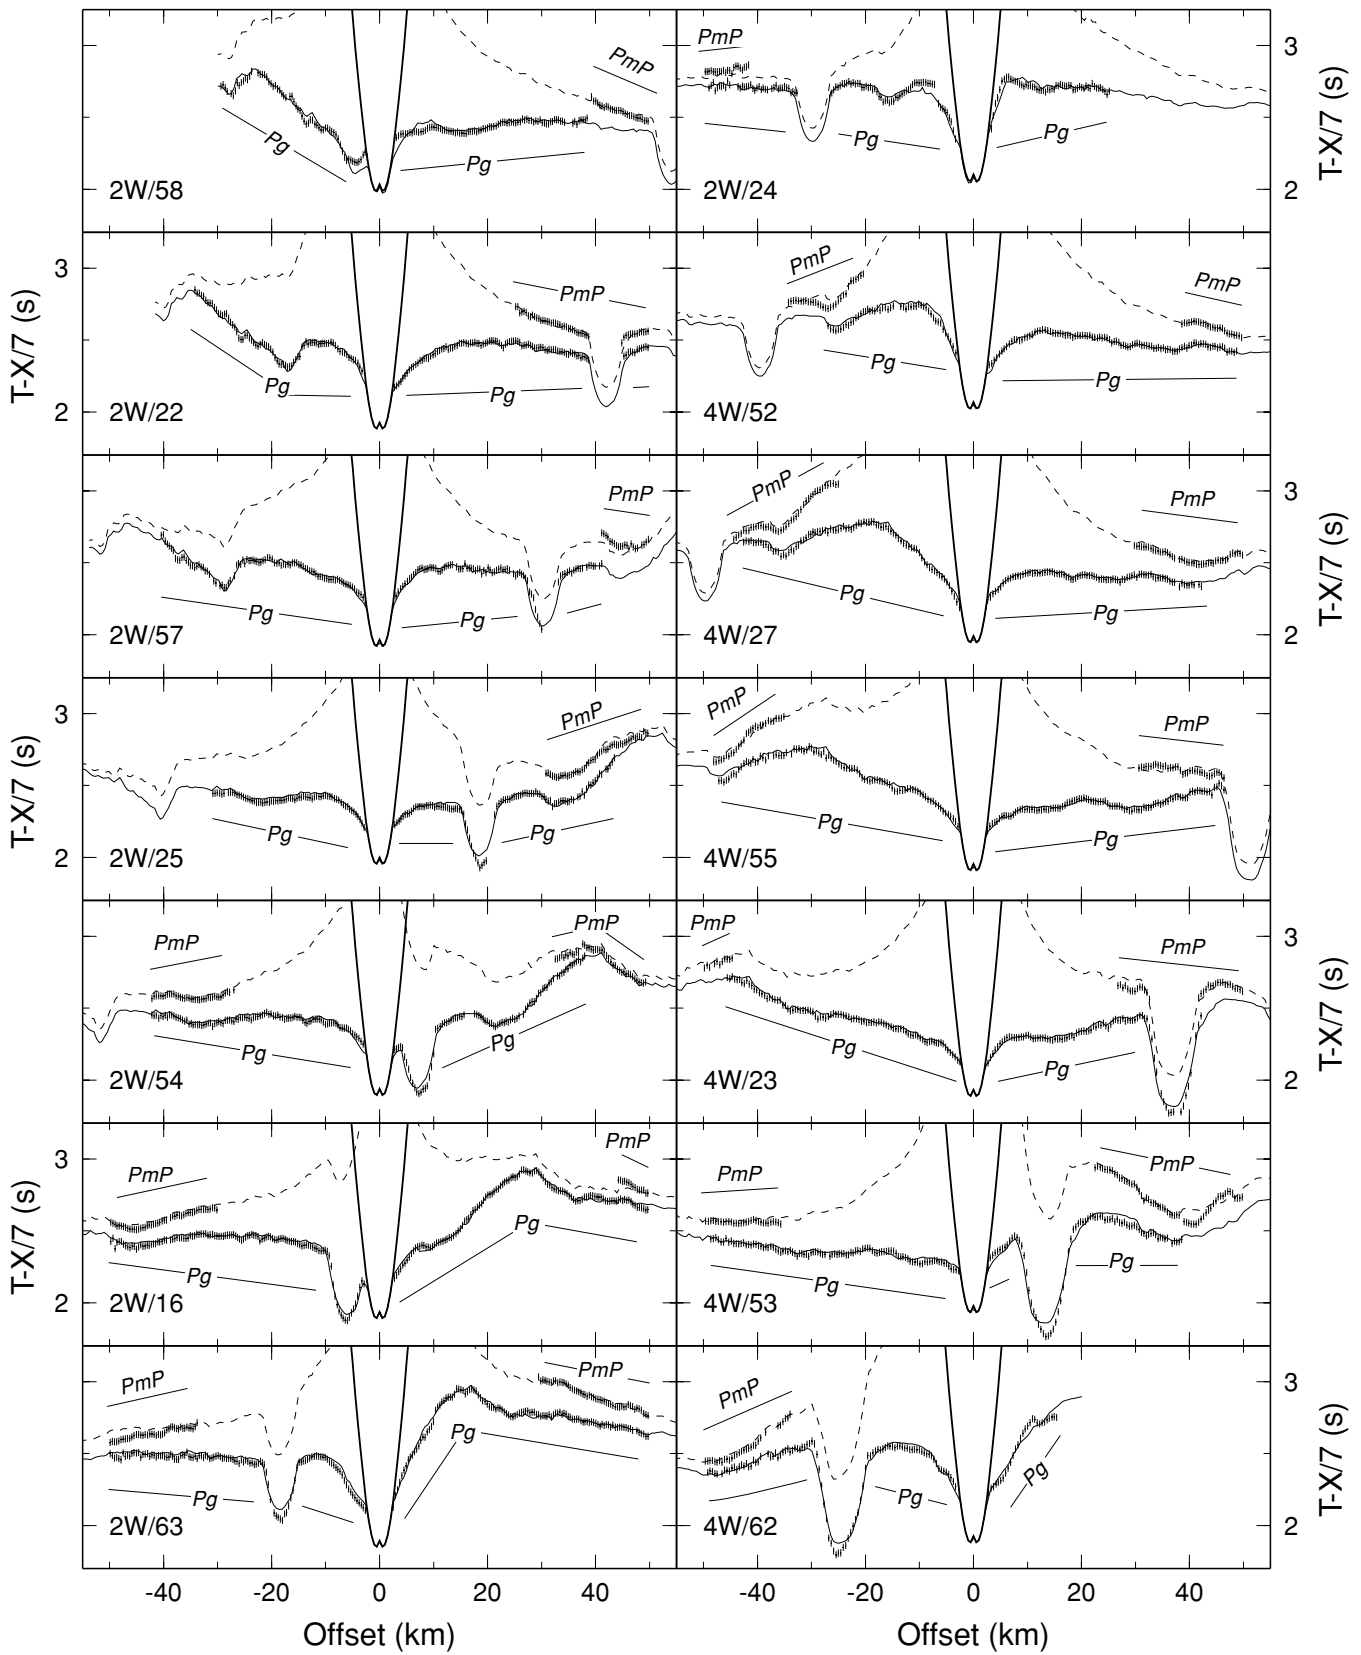 PmP
PmP
PmP
3
Pg
Pg
Pg
Pg
T-X/7 (s)
2W/58
2W/24
2
3
PmP
PmP
PmP
T-X/7 (s)
Pg
Pg
Pg
Pg
2
2W/22
4W/52
PmP
PmP
PmP
3
Pg
Pg
Pg
Pg
T-X/7 (s)
2W/57
4W/27
2
3
PmP
PmP
PmP
T-X/7 (s)
Pg
Pg
Pg
Pg
2
2W/25
4W/55
PmP
PmP
PmP
PmP
3
Pg
Pg
Pg
Pg
T-X/7 (s)
2W/54
4W/23
2
3
PmP
PmP
PmP
PmP
T-X/7 (s)
Pg
Pg
Pg
Pg
2
2W/16
4W/53
PmP
PmP
PmP
3
Pg
Pg
Pg
Pg
T-X/7 (s)
2W/63
4W/62
2
-40 -20 0 20 40
-40 -20 0 20 40
Offset (km)
Offset (km)